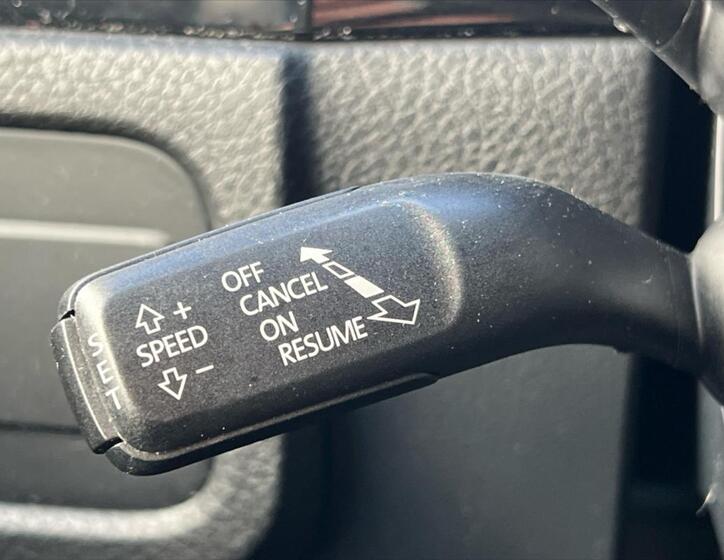 OFF
CANCEL
ON
RESUME
+
SPEED
−
SET